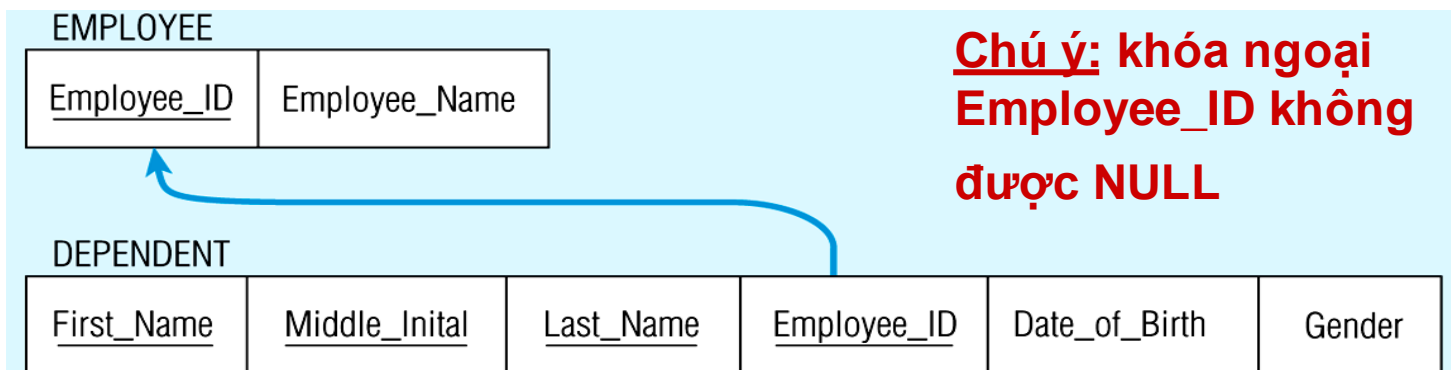 EMPLOYEE
Employee_ID Employee_Name
Chú ý: khóa ngoại
Employee_ID không
được NULL
DEPENDENT
First_Name Middle_Inital Last_Name Employee_ID Date_of_Birth Gender